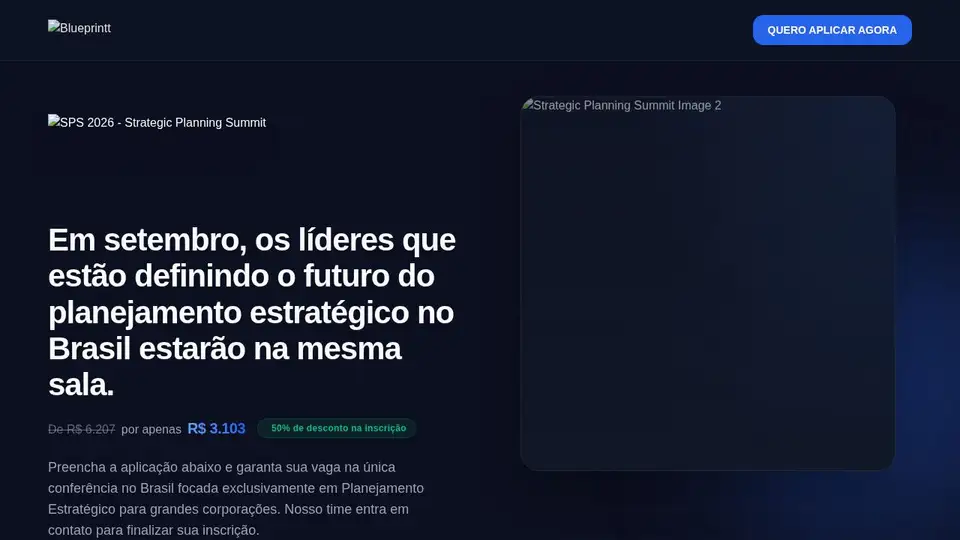 Blueprintt
QUERO APLICAR AGORA
SPS 2026 - Strategic Planning Summit
Strategic Planning Summit Image 2
Em setembro, os líderes que
estão definindo o futuro do
planejamento estratégico no
Brasil estarão na mesma
sala.
De R$ 6.207 por apenas R$ 3.103 50% de desconto na inscrição
Preencha a aplicação abaixo e garanta sua vaga na única
conferência no Brasil focada exclusivamente em Planejamento
Estratégico para grandes corporações. Nosso time entra em
contato para finalizar sua inscrição.